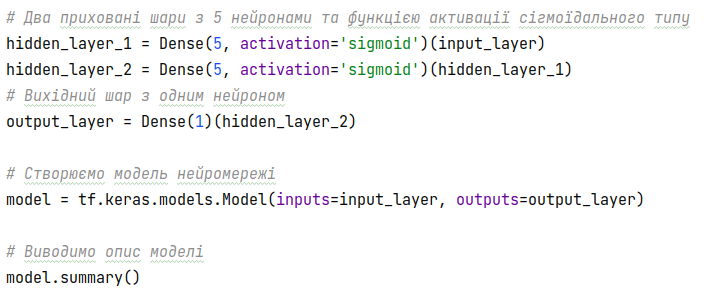 # Два приховані шари з 5 нейронами та функцією активації сігмоїдального типу
hidden_layer_1 = Dense(5, activation='sigmoid')(input_layer)
hidden_layer_2 = Dense(5, activation='sigmoid')(hidden_layer_1)
# Вихідний шар з одним нейроном
output_layer = Dense(1)(hidden_layer_2)
# Створюємо модель нейромережі
model = tf.keras.models.Model(inputs=input_layer, outputs=output_layer)
# Виводимо опис моделі
model.summary()